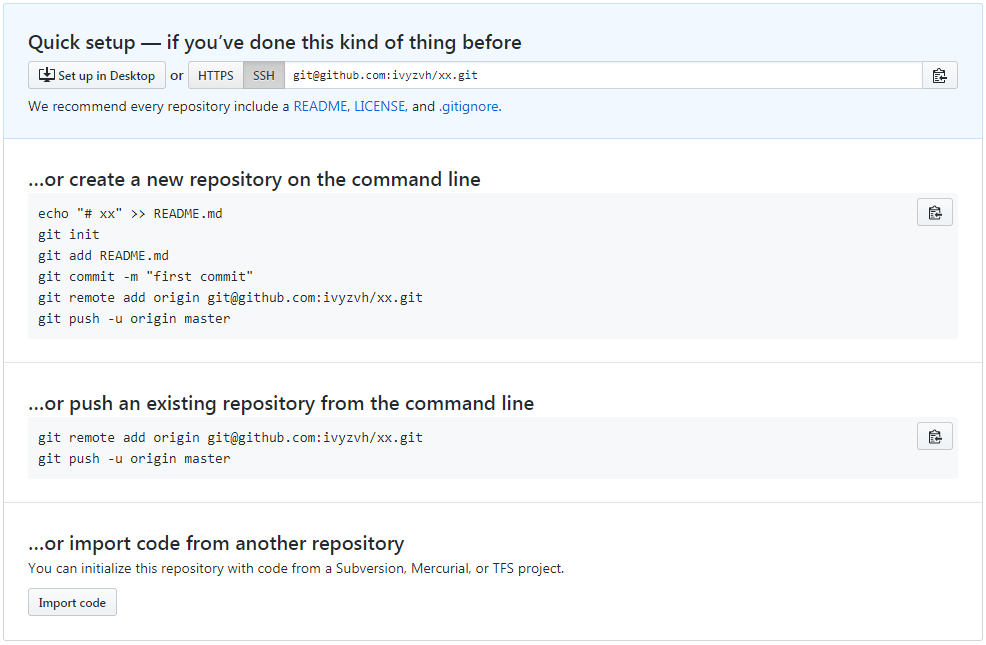 Quick setup — if you’ve done this kind of thing before
Set up in Desktop or HTTPS SSH git@github.com:ivyzvh/xx.git
We recommend every repository include a README, LICENSE, and .gitignore.
…or create a new repository on the command line
echo "# xx" >> README.md
git init
git add README.md
git commit -m "first commit"
git remote add origin git@github.com:ivyzvh/xx.git
git push -u origin master
…or push an existing repository from the command line
git remote add origin git@github.com:ivyzvh/xx.git
git push -u origin master
…or import code from another repository
You can initialize this repository with code from a Subversion, Mercurial, or TFS project.
Import code